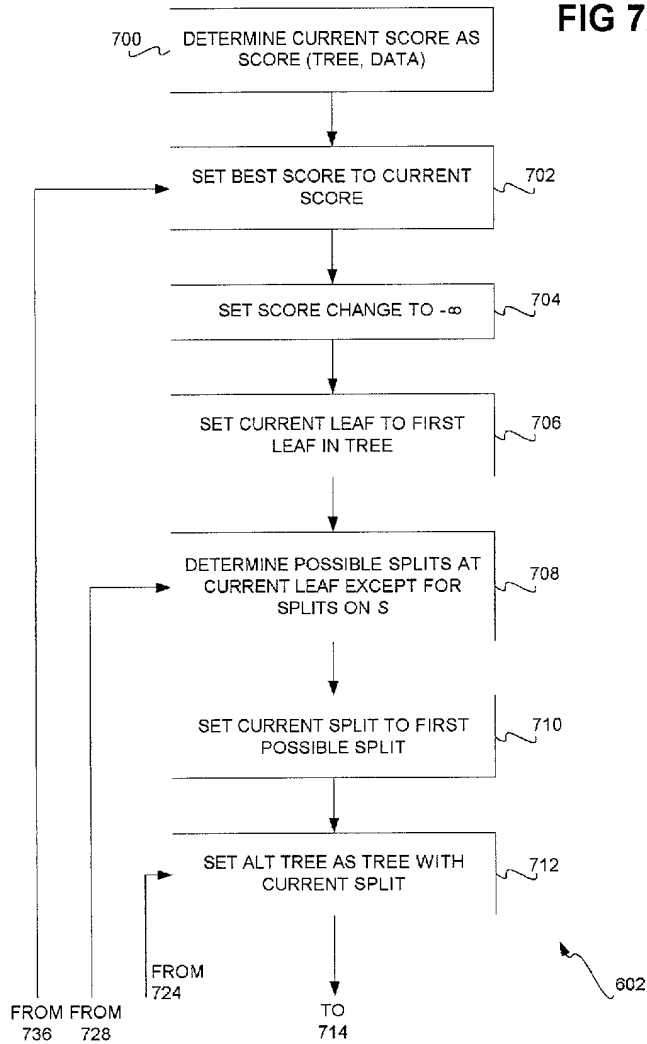 FIG 7
700
DETERMINE CURRENT SCORE AS
SCORE (TREE, DATA)
SET BEST SCORE TO CURRENT
SCORE
702
SET SCORE CHANGE TO -∞
704
SET CURRENT LEAF TO FIRST
LEAF IN TREE
706
DETERMINE POSSIBLE SPLITS AT
CURRENT LEAF EXCEPT FOR
SPLITS ON S
708
SET CURRENT SPLIT TO FIRST
POSSIBLE SPLIT
710
SET ALT TREE AS TREE WITH
CURRENT SPLIT
712
FROM
724
602
FROM
736
FROM
728
TO
714